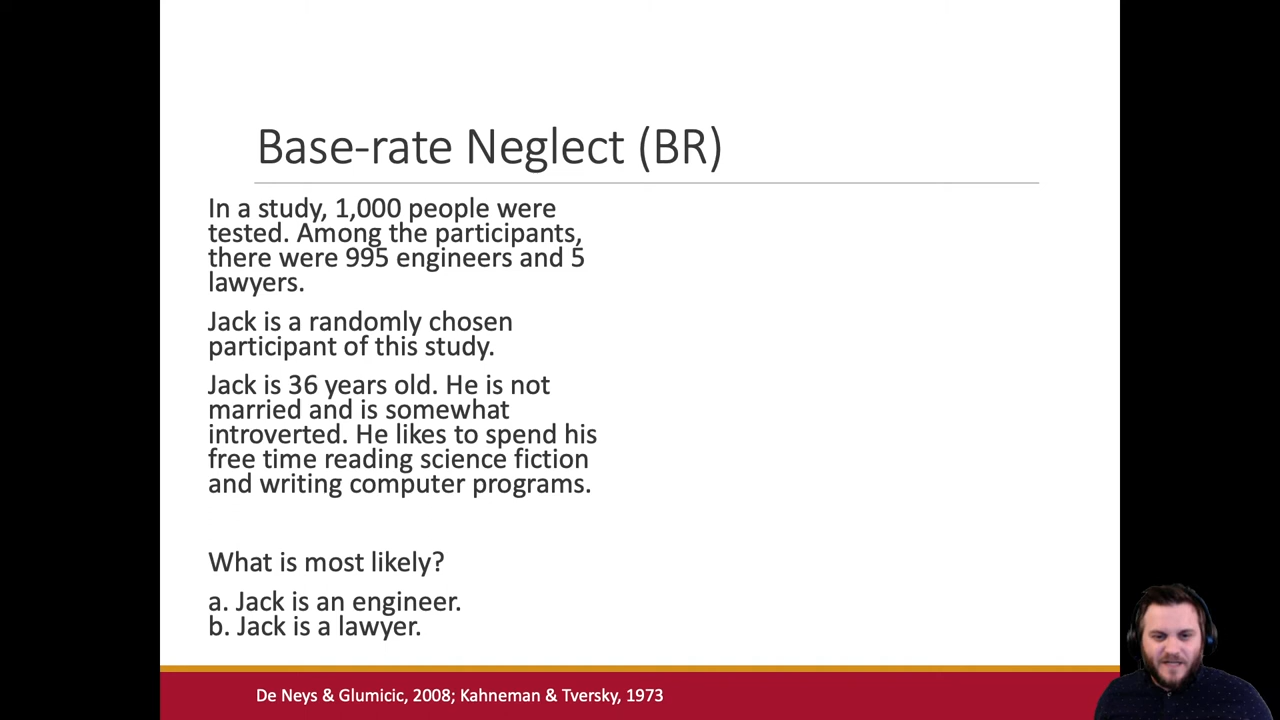 Base-rate Neglect (BR)
In a study, 1,000 people were
tested. Among the participants,
there were 995 engineers and 5
lawyers.
Jack is a randomly chosen
participant of this study.
Jack is 36 years old. He is not
married and is somewhat
introverted. He likes to spend his
free time reading science fiction
and writing computer programs.
What is most likely?
a. Jack is an engineer.
b. Jack is a lawyer.
De Neys & Glumicic, 2008; Kahneman & Tversky, 1973